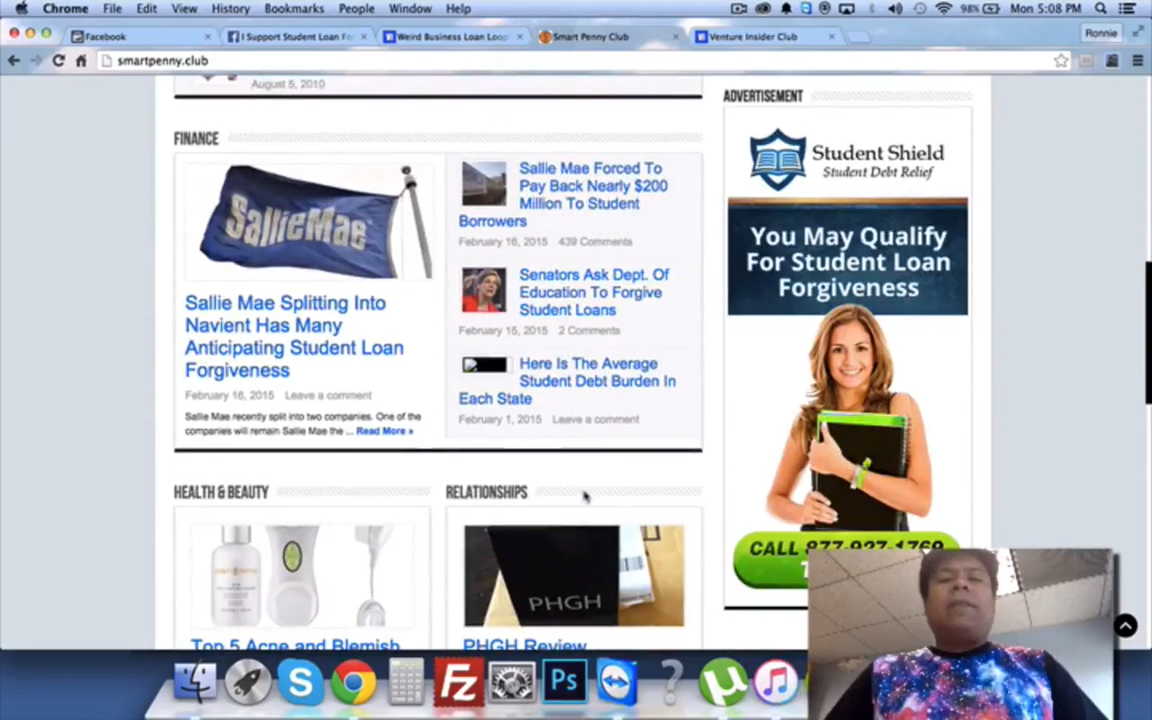 Chrome File Edit View History Bookmarks People Window Help 98% Mon 5:08 PM
Facebook
I Support Student Loan Fo
Weird Business Loan Loop
Smart Penny Club
Venture Insider Club
Ronnie
smartpenny.club
August 5, 2010
ADVERTISEMENT
FINANCE
SallieMae
Sallie Mae Splitting Into
Navient Has Many
Anticipating Student Loan
Forgiveness
February 16, 2015 Leave a comment
Sallie Mae recently split into two companies. One of the
companies will remain Sallie Mae the ... Read More »
Sallie Mae Forced To
Pay Back Nearly $200
Million To Student
Borrowers
February 16, 2015 439 Comments
Senators Ask Dept. Of
Education To Forgive
Student Loans
February 15, 2015 2 Comments
Here Is The Average
Student Debt Burden In
Each State
February 1, 2015 Leave a comment
Student Shield
Student Debt Relief
You May Qualify
For Student Loan
Forgiveness
CALL 877-927-1769
HEALTH & BEAUTY
RELATIONSHIPS
PHGH
Top 5 Acne and Blemish
PHGH Review
Fz
Ps